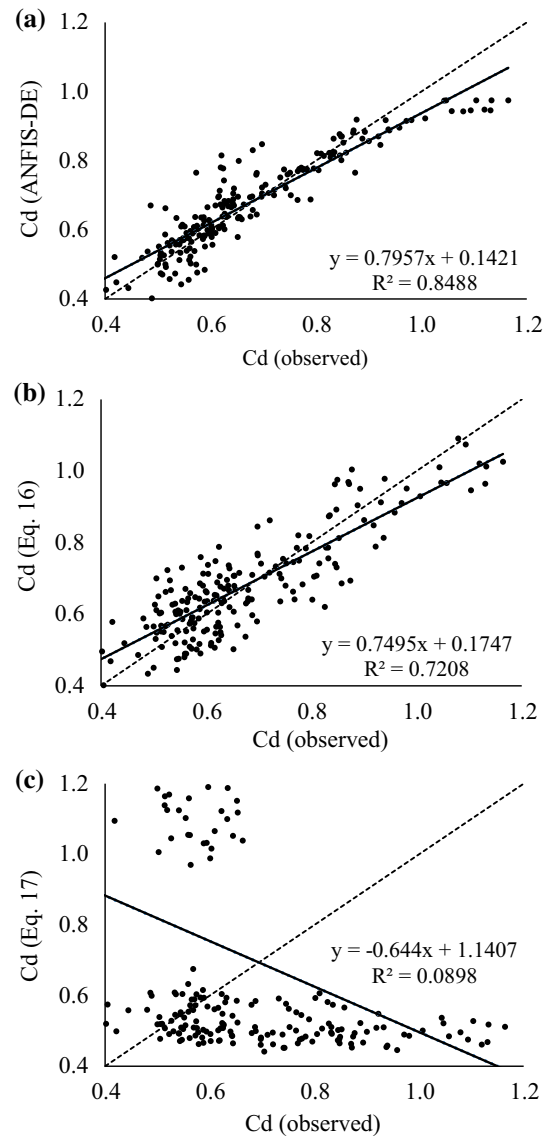 (a)
1.2
1.0
0.8
0.6
0.4
Cd (ANFIS-DE)
y = 0.7957x + 0.1421
R² = 0.8488
0.4 0.6 0.8 1.0 1.2
Cd (observed)
(b)
1.2
1.0
0.8
0.6
0.4
Cd (Eq. 16)
y = 0.7495x + 0.1747
R² = 0.7208
0.4 0.6 0.8 1.0 1.2
Cd (observed)
(c)
1.2
1.0
0.8
0.6
0.4
Cd (Eq. 17)
y = -0.644x + 1.1407
R² = 0.0898
0.4 0.6 0.8 1.0 1.2
Cd (observed)